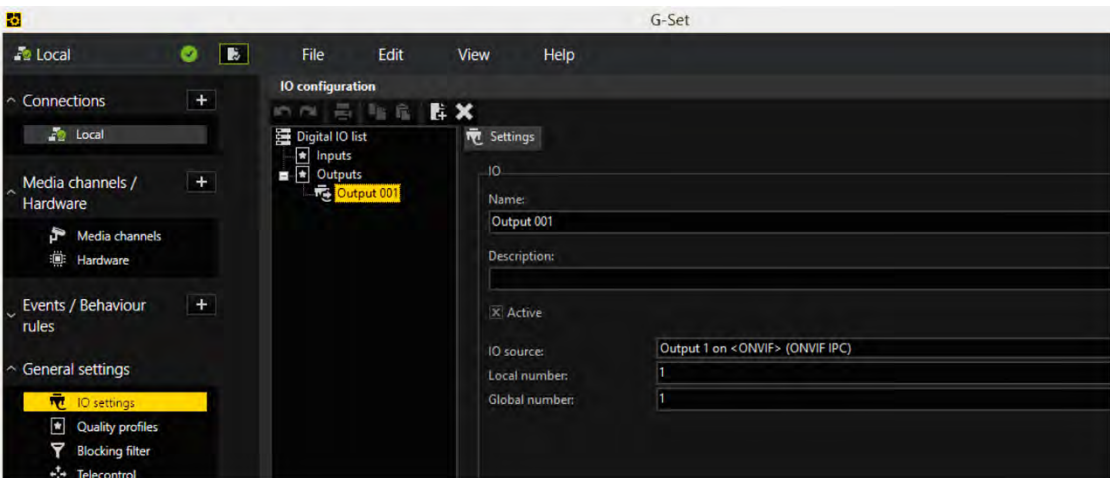 G-Set
Local
File Edit View Help
Connections
Local
Media channels /
Hardware
Media channels
Hardware
Events / Behaviour
rules
General settings
IO settings
Quality profiles
Blocking filter
Telecontrol
IO configuration
Digital IO list
Inputs
Outputs
Output 001
Settings
IO
Name:
Output 001
Description:
Active
IO source: Output 1 on <ONVIF> (ONVIF IPC)
Local number: 1
Global number: 1